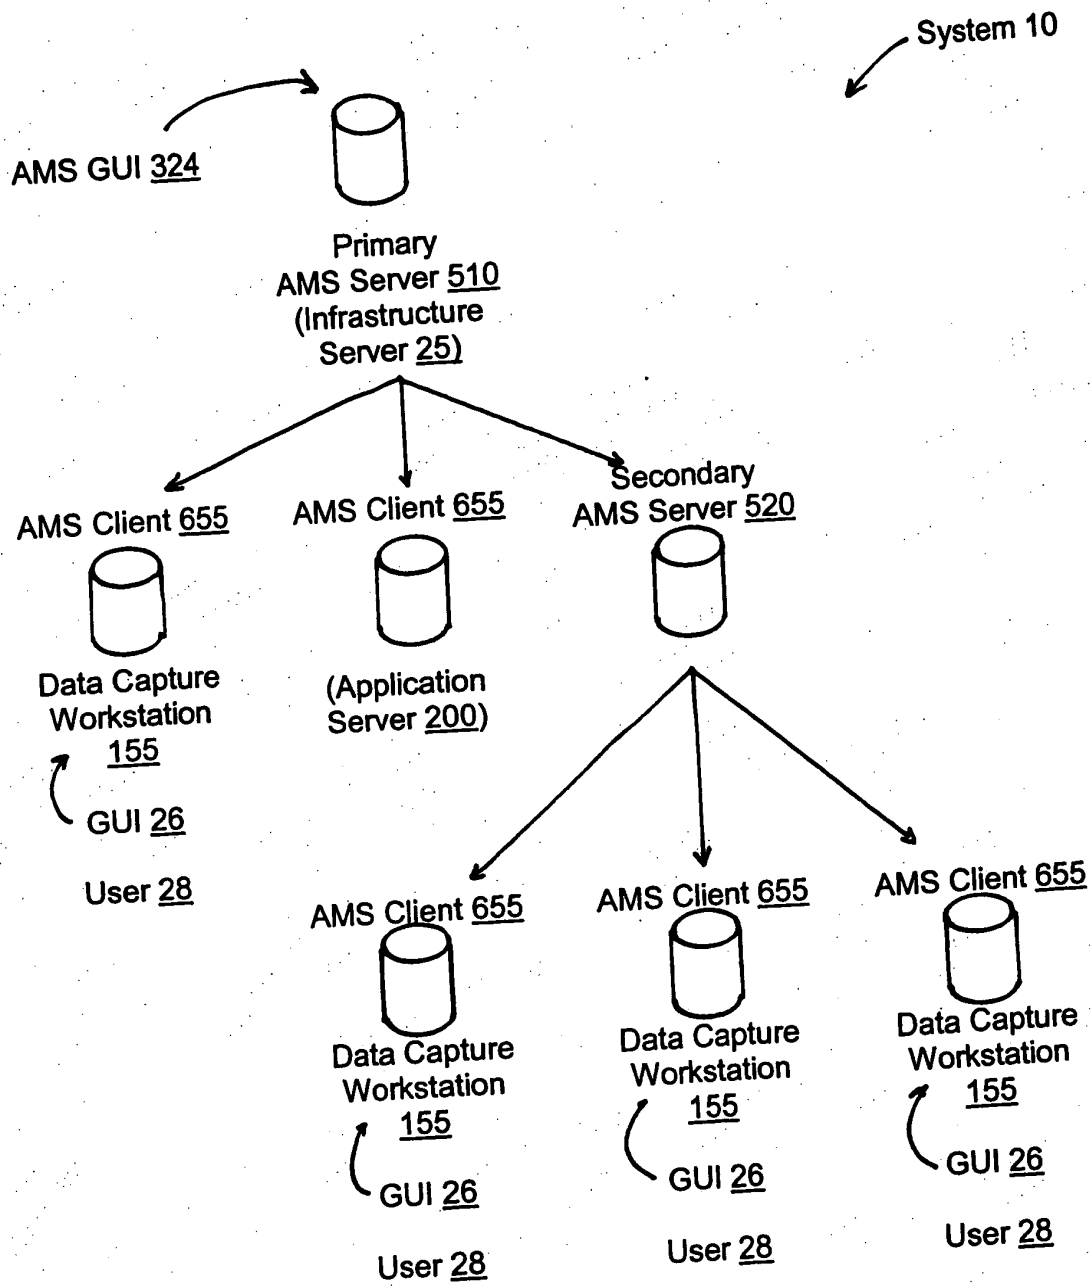 System 10
AMS GUI 324
Primary
AMS Server 510
(Infrastructure
Server 25)
AMS Client 655
Data Capture
Workstation
155
GUI 26
User 28
AMS Client 655
(Application
Server 200)
Secondary
AMS Server 520
AMS Client 655
Data Capture
Workstation
155
GUI 26
User 28
AMS Client 655
Data Capture
Workstation
155
GUI 26
User 28
AMS Client 655
Data Capture
Workstation
155
GUI 26
User 28